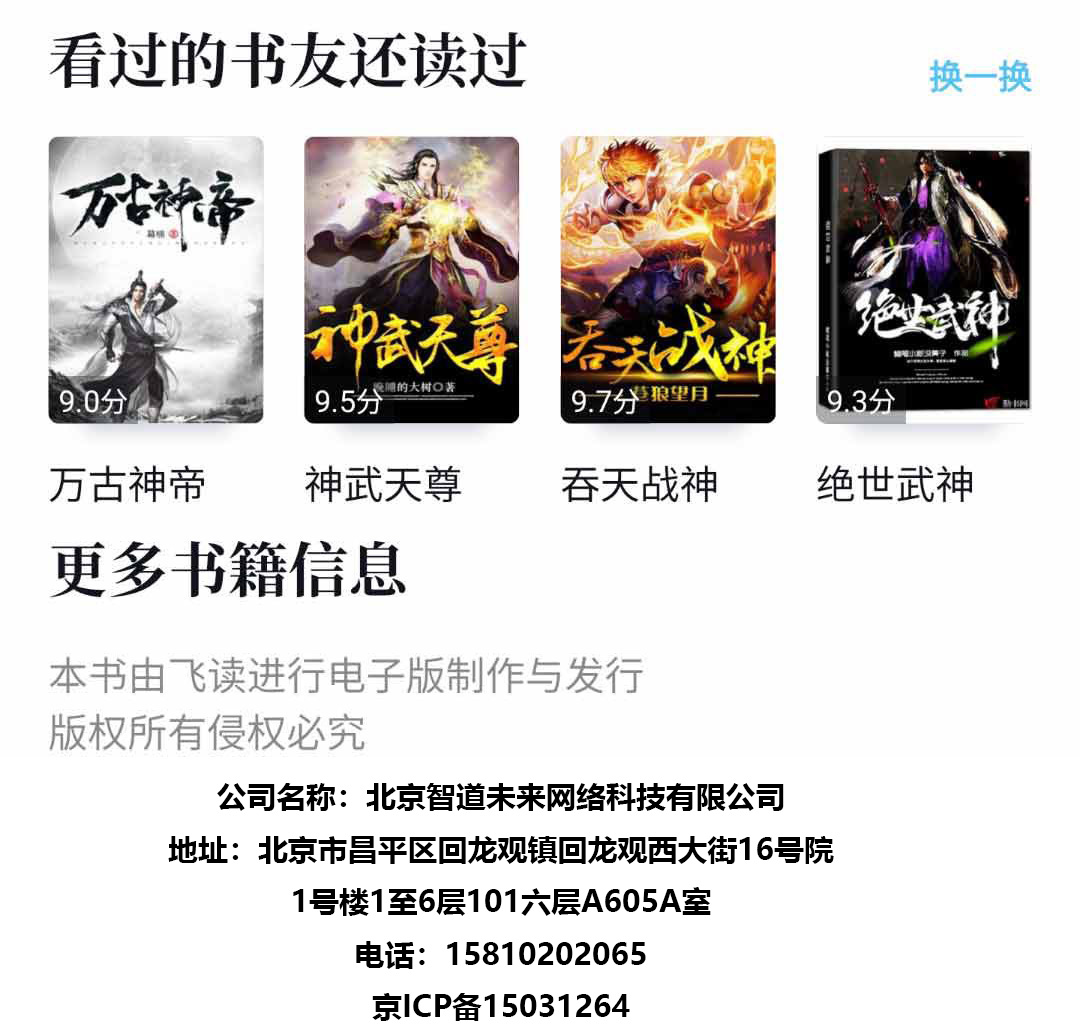 看过的书友还读过
换一换
万古神帝
神武天尊
晚晴的大树〇著
吞天战神
苍狼望月
绝世武神
9.0分
9.5分
9.7分
9.3分
万古神帝
神武天尊
吞天战神
绝世武神
更多书籍信息
本书由飞读进行电子版制作与发行
版权所有侵权必究
公司名称：北京智道未来网络科技有限公司
地址：北京市昌平区回龙观镇回龙观西大街16号院
1号楼1至6层101六层A605A室
电话：15810202065
京ICP备15031264